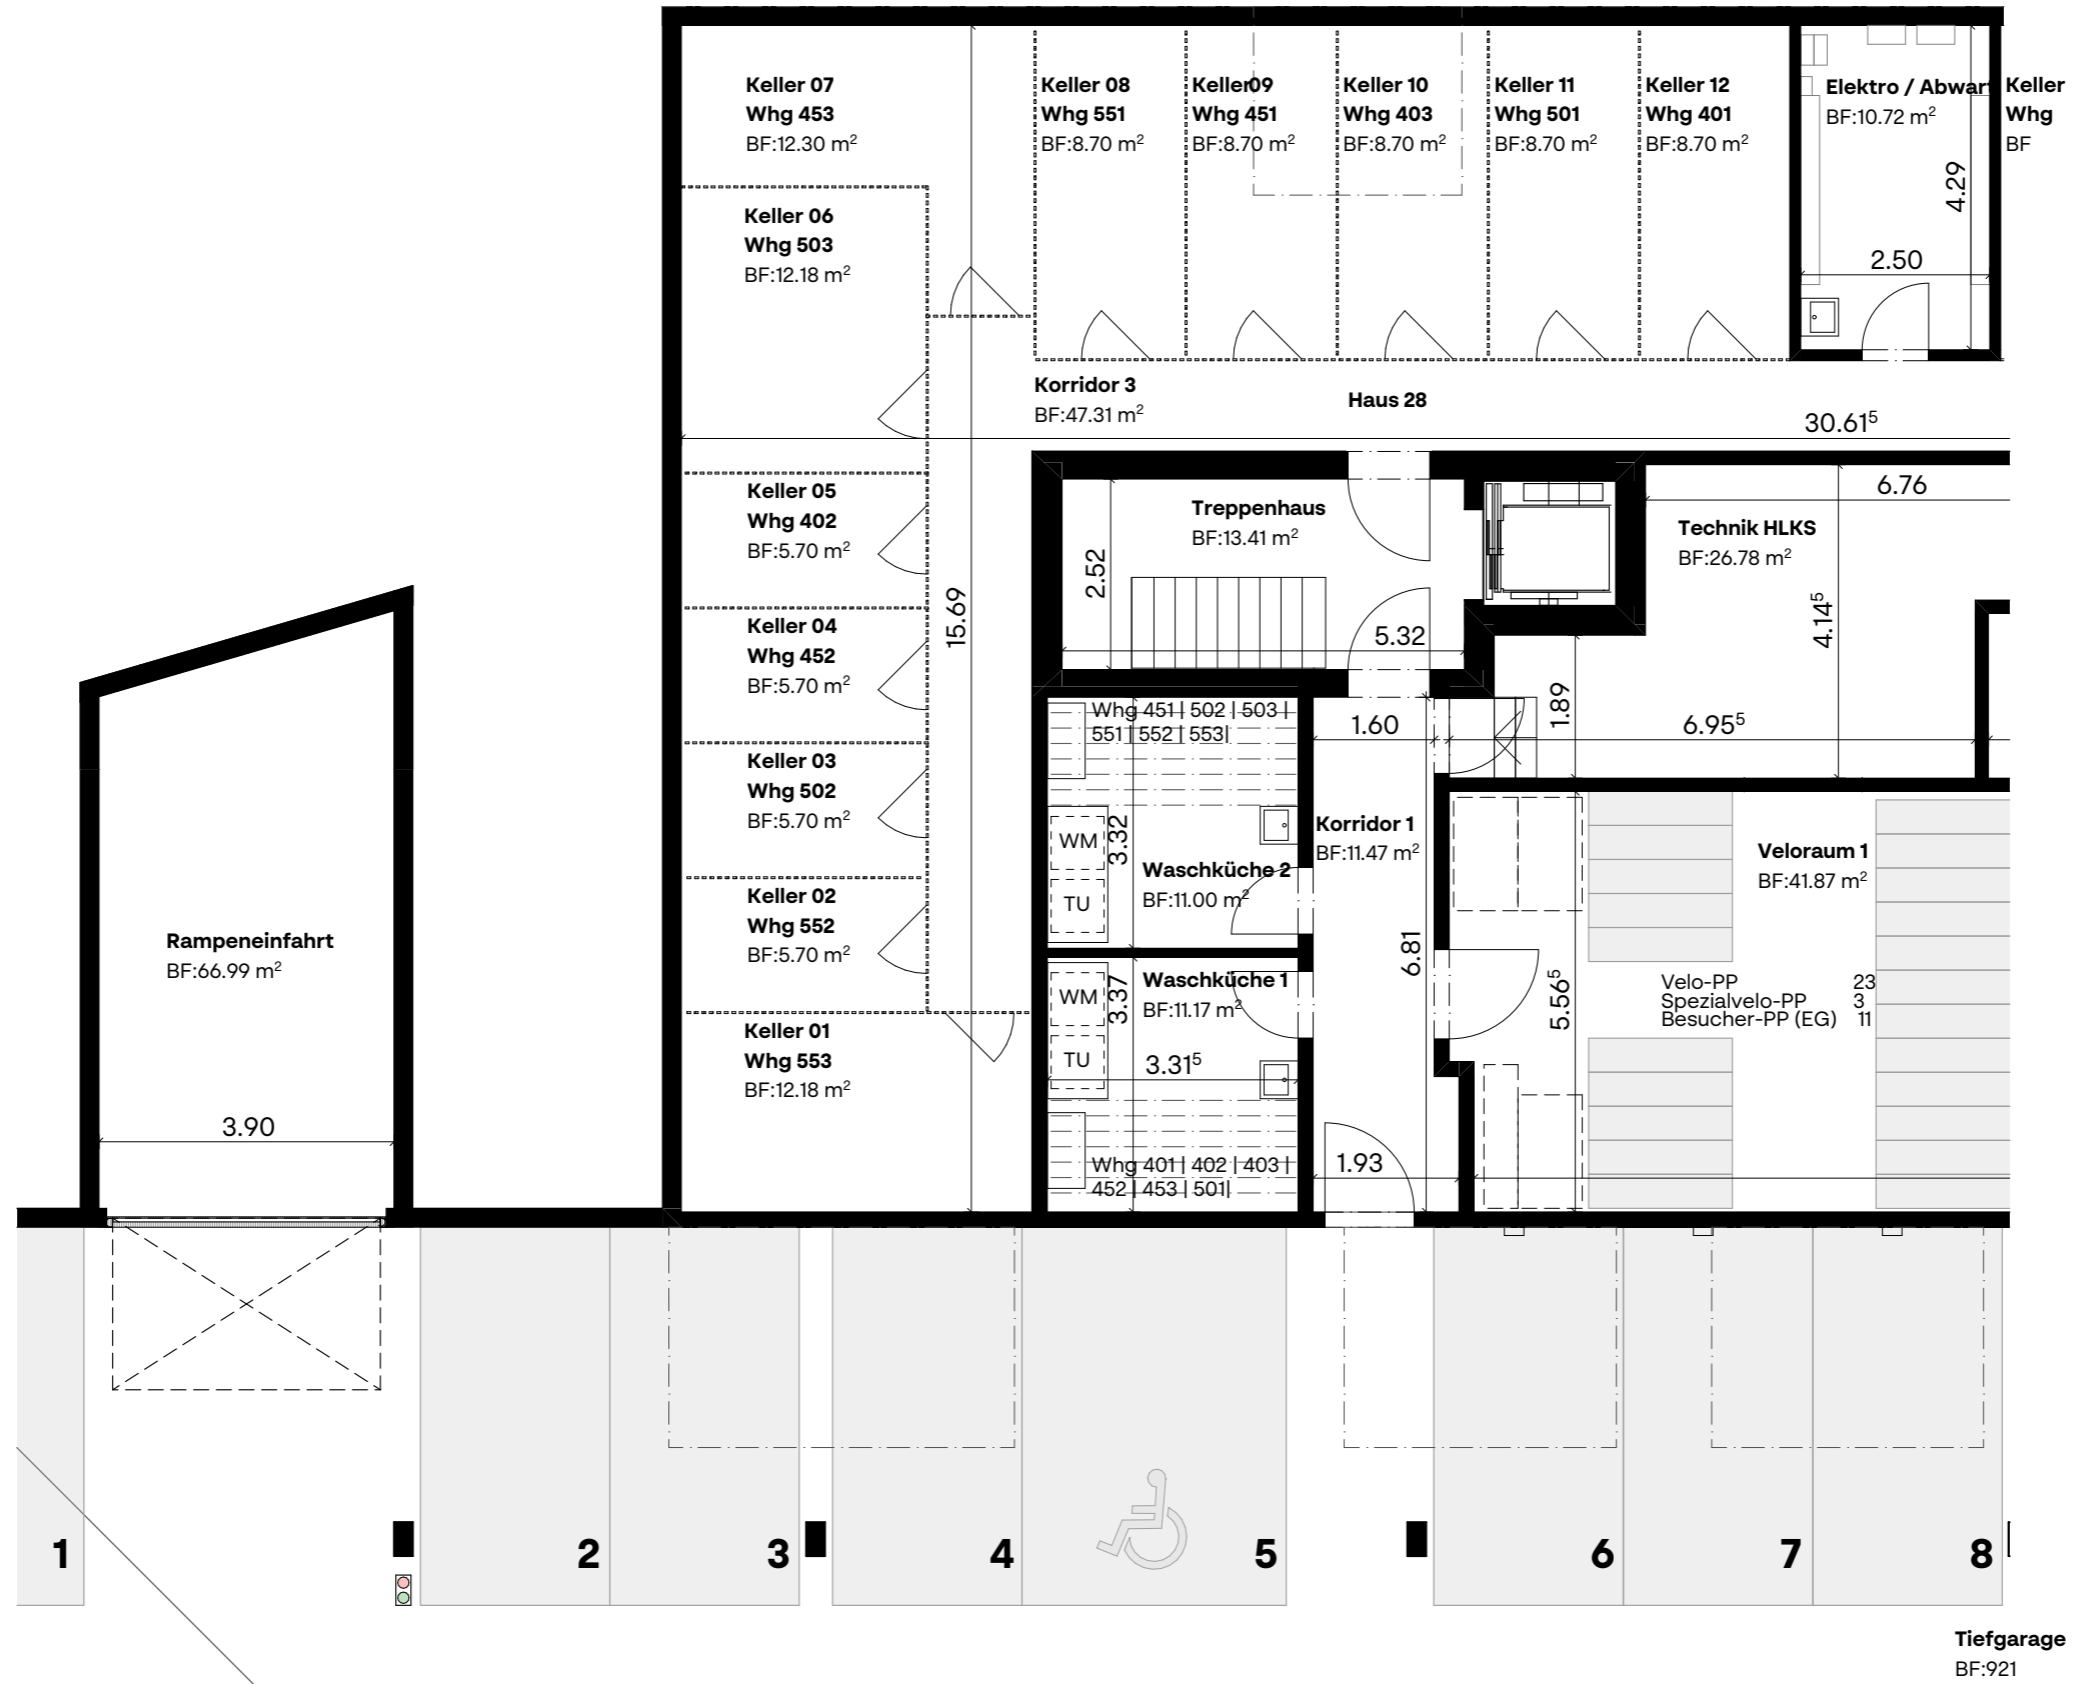 Keller 07
Whg 453
BF:12.30 m²
Keller 08
Whg 551
BF:8.70 m²
Keller09
Whg 451
BF:8.70 m²
Keller 10
Whg 403
BF:8.70 m²
Keller 11
Whg 501
BF:8.70 m²
Keller 12
Whg 401
BF:8.70 m²
Elektro / Abwart
BF:10.72 m²
Keller
Whg
BF
4.29
2.50
Keller 06
Whg 503
BF:12.18 m²
Korridor 3
BF:47.31 m²
Haus 28
30.61⁵
Keller 05
Whg 402
BF:5.70 m²
Treppenhaus
BF:13.41 m²
2.52
5.32
6.76
Technik HLKS
BF:26.78 m²
4.14⁵
15.69
Keller 04
Whg 452
BF:5.70 m²
Whg 451 | 502 | 503 |
551 | 552 | 553|
1.60
1.89
6.95⁵
Keller 03
Whg 502
BF:5.70 m²
WM
TU
3.32
Waschküche 2
BF:11.00 m²
Korridor 1
BF:11.47 m²
Veloraum 1
BF:41.87 m²
Keller 02
Whg 552
BF:5.70 m²
Rampeneinfahrt
BF:66.99 m²
6.81
WM
TU
3.37
Waschküche 1
BF:11.17 m²
3.31⁵
5.56⁵
Velo-PP 23
Spezialvelo-PP 3
Besucher-PP (EG) 11
Keller 01
Whg 553
BF:12.18 m²
3.90
Whg 401 | 402 | 403 |
452 | 453 | 501|
1.93
1
2
3
4
5
6
7
8
Tiefgarage
BF:921